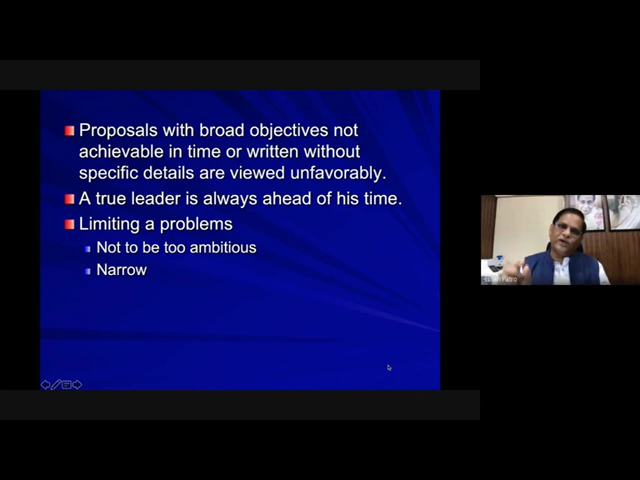 Proposals with broad objectives not
achievable in time or written without
specific details are viewed unfavorably.
A true leader is always ahead of his time.
Limiting a problems
Not to be too ambitious
Narrow